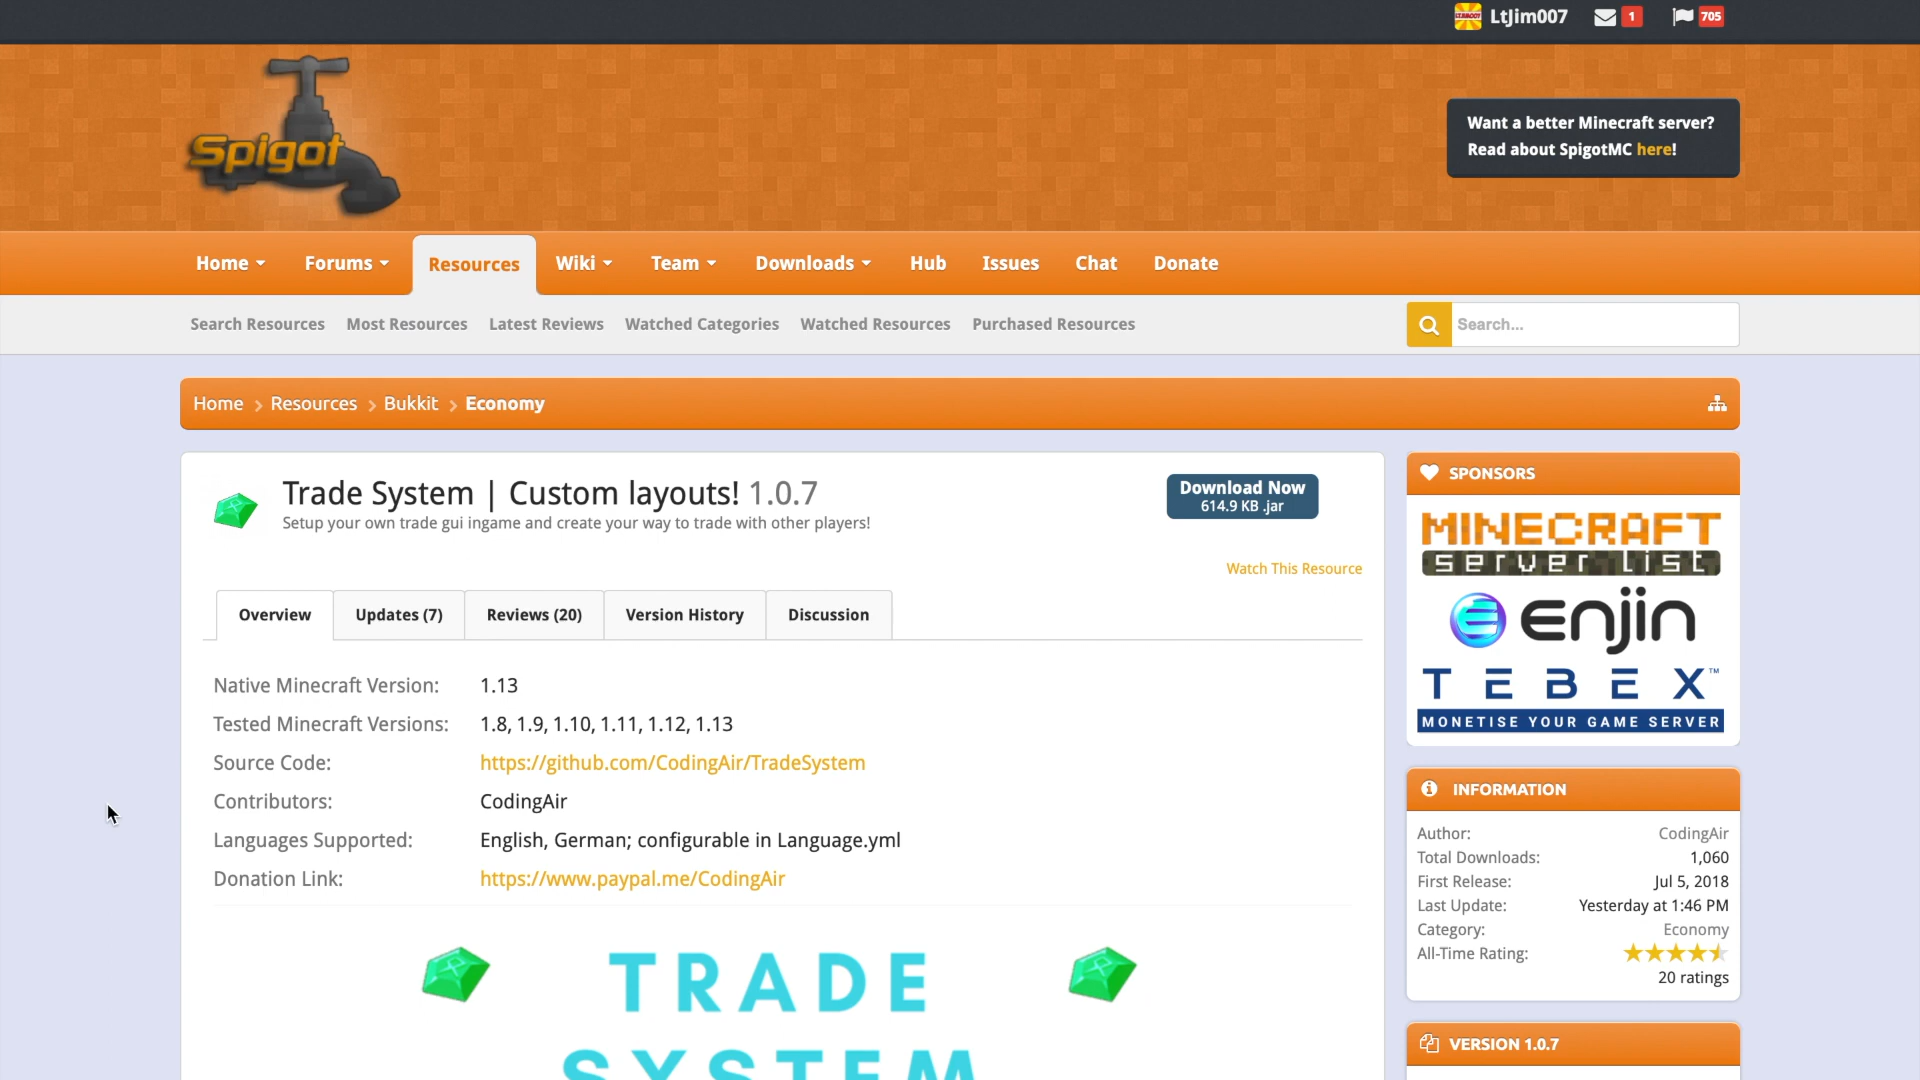 LtJim007 1 705
Spigot
Want a better Minecraft server?
Read about SpigotMC here!
Home Forums Resources Wiki Team Downloads Hub Issues Chat Donate
Search Resources Most Resources Latest Reviews Watched Categories Watched Resources Purchased Resources
Search...
Home Resources Bukkit Economy
Trade System | Custom layouts! 1.0.7
Setup your own trade gui ingame and create your way to trade with other players!
Download Now
614.9 KB .jar
Watch This Resource
Overview Updates (7) Reviews (20) Version History Discussion
Native Minecraft Version: 1.13
Tested Minecraft Versions: 1.8, 1.9, 1.10, 1.11, 1.12, 1.13
Source Code: https://github.com/CodingAir/TradeSystem
Contributors: CodingAir
Languages Supported: English, German; configurable in Language.yml
Donation Link: https://www.paypal.me/CodingAir
TRADE
SYSTEM
SPONSORS
MINECRAFT
server list
enjin
TEBEX™
MONETISE YOUR GAME SERVER
INFORMATION
Author: CodingAir
Total Downloads: 1,060
First Release: Jul 5, 2018
Last Update: Yesterday at 1:46 PM
Category: Economy
All-Time Rating:
20 ratings
VERSION 1.0.7